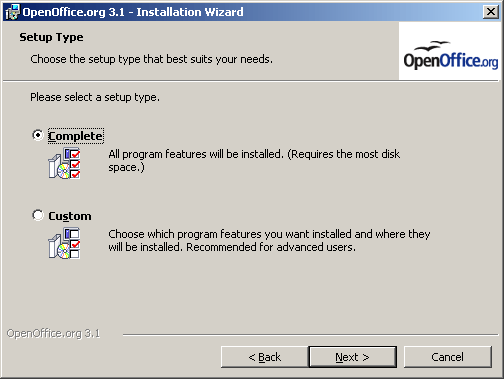 OpenOffice.org 3.1 - Installation Wizard
Setup Type
Choose the setup type that best suits your needs.
OpenOffice.org
Please select a setup type.
Complete
All program features will be installed. (Requires the most disk
space.)
Custom
Choose which program features you want installed and where they
will be installed. Recommended for advanced users.
OpenOffice.org 3.1
< Back
Next >
Cancel